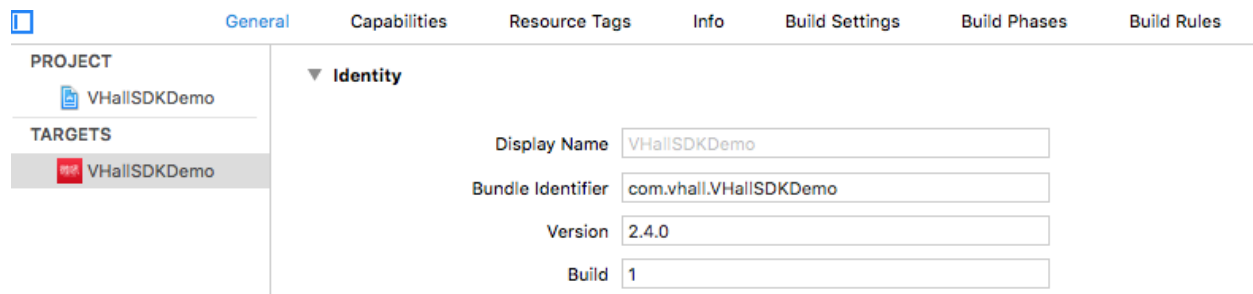 General Capabilities Resource Tags Info Build Settings Build Phases Build Rules
PROJECT
VHallSDKDemo
TARGETS
VHallSDKDemo
Identity
Display Name VHallSDKDemo
Bundle Identifier com.vhall.VHallSDKDemo
Version 2.4.0
Build 1